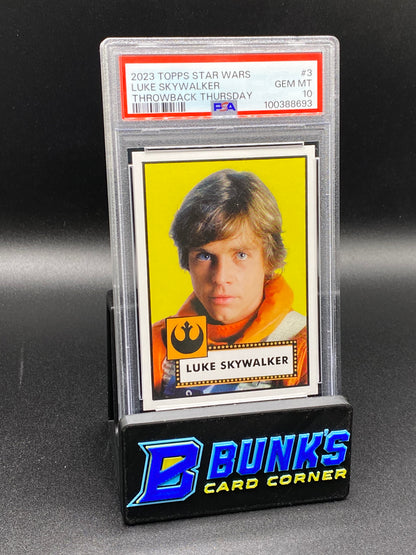 2023 TOPPS STAR WARS #3
LUKE SKYWALKER GEM MT
THROWBACK THURSDAY 10
PSA 100388693
LUKE SKYWALKER
B BUNK'S
CARD CORNER